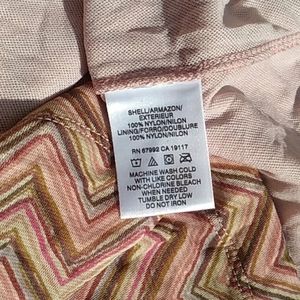 SHELL/ARMAZON/
EXTERIEUR
100% NYLON/NILON
LINING/FORRO/DOUBLURE
100% NYLON/NILON
RN 67992 CA 19117
MACHINE WASH COLD
WITH LIKE COLORS
NON-CHLORINE BLEACH
WHEN NEEDED
TUMBLE DRY LOW
DO NOT IRON